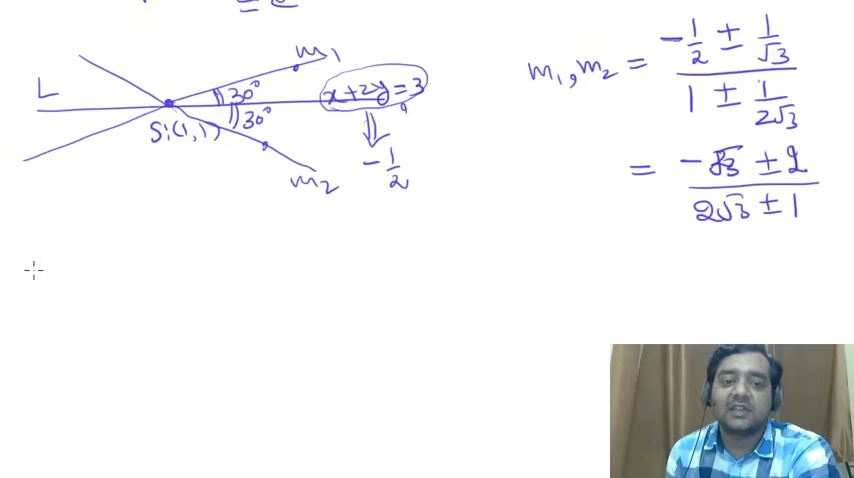 L
m₁
30°
30°
x+2y=3
S:(1,1)
m₂
-1/2
m₁, m₂ = (-1/2 ± 1/√3)/(1 ± 1/2√3)
= (-√3 ± 2)/(2√3 ± 1)